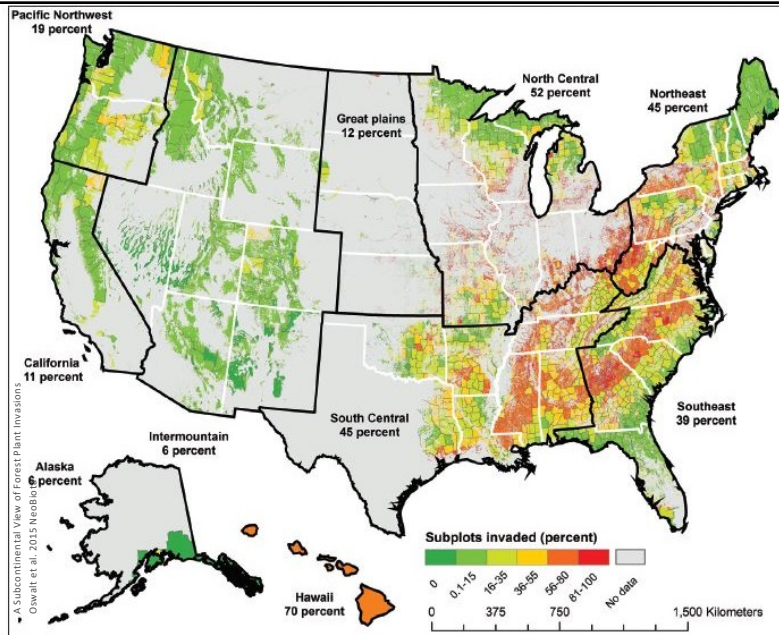 Pacific Northwest
19 percent
North Central
52 percent
Northeast
45 percent
Great plains
12 percent
California
11 percent
Intermountain
6 percent
South Central
45 percent
Southeast
39 percent
Alaska
6 percent
Hawaii
70 percent
Subplots invaded (percent)
0
0.1-15
16-35
36-55
56-80
81-100
No data
0 375 750 1,500 Kilometers
A Subcontinental View of Forest Plant Invasions
Oswalt et al. 2015 NeoBiota